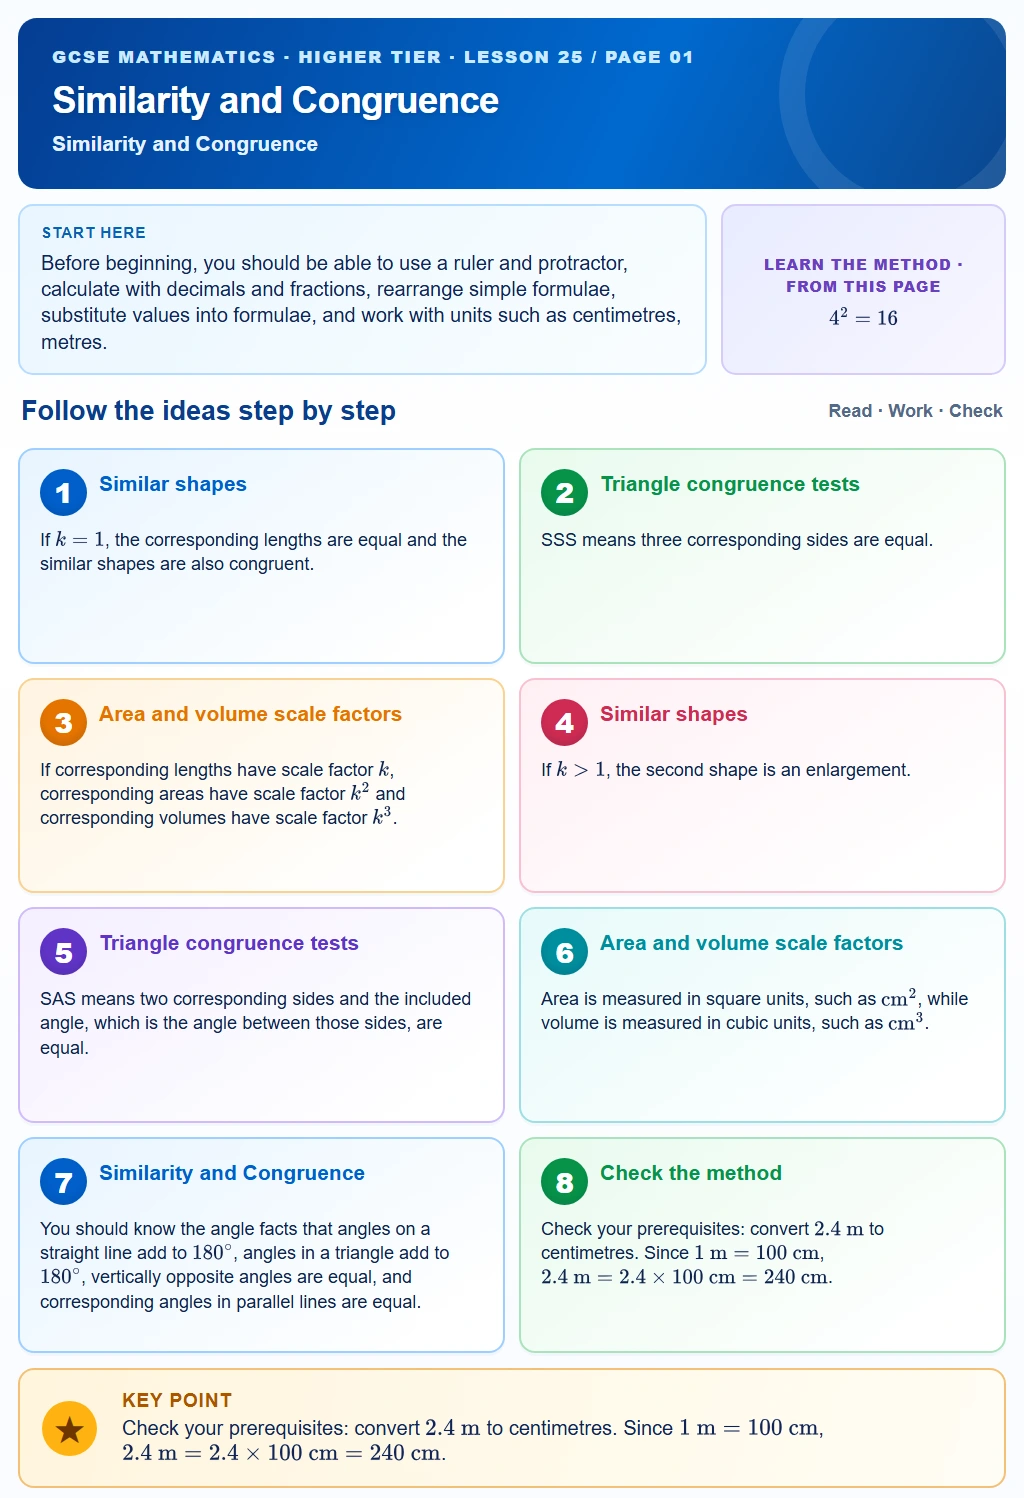 GCSE MATHEMATICS · HIGHER TIER · LESSON 25 / PAGE 01
Similarity and Congruence
Similarity and Congruence
START HERE
Before beginning, you should be able to use a ruler and protractor,
calculate with decimals and fractions, rearrange simple formulae,
substitute values into formulae, and work with units such as centimetres,
metres.
LEARN THE METHOD ·
FROM THIS PAGE
4² = 16
Follow the ideas step by step
Read · Work · Check
1 Similar shapes
If k = 1, the corresponding lengths are equal and the
similar shapes are also congruent.
2 Triangle congruence tests
SSS means three corresponding sides are equal.
3 Area and volume scale factors
If corresponding lengths have scale factor k,
corresponding areas have scale factor k² and
corresponding volumes have scale factor k³.
4 Similar shapes
If k > 1, the second shape is an enlargement.
5 Triangle congruence tests
SAS means two corresponding sides and the included
angle, which is the angle between those sides, are
equal.
6 Area and volume scale factors
Area is measured in square units, such as cm², while
volume is measured in cubic units, such as cm³.
7 Similarity and Congruence
You should know the angle facts that angles on a
straight line add to 180°, angles in a triangle add to
180°, vertically opposite angles are equal, and
corresponding angles in parallel lines are equal.
8 Check the method
Check your prerequisites: convert 2.4 m to
centimetres. Since 1 m = 100 cm,
2.4 m = 2.4 × 100 cm = 240 cm.
KEY POINT
Check your prerequisites: convert 2.4 m to centimetres. Since 1 m = 100 cm,
2.4 m = 2.4 × 100 cm = 240 cm.